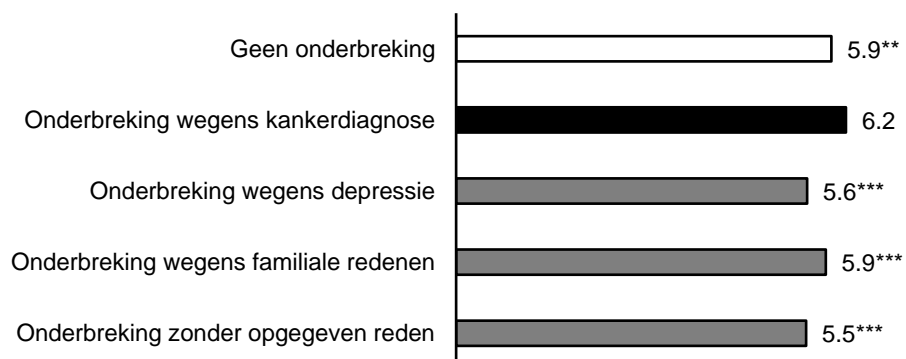 Geen onderbreking 5.9**
Onderbreking wegens kankerdiagnose 6.2
Onderbreking wegens depressie 5.6***
Onderbreking wegens familiale redenen 5.9***
Onderbreking zonder opgegeven reden 5.5***